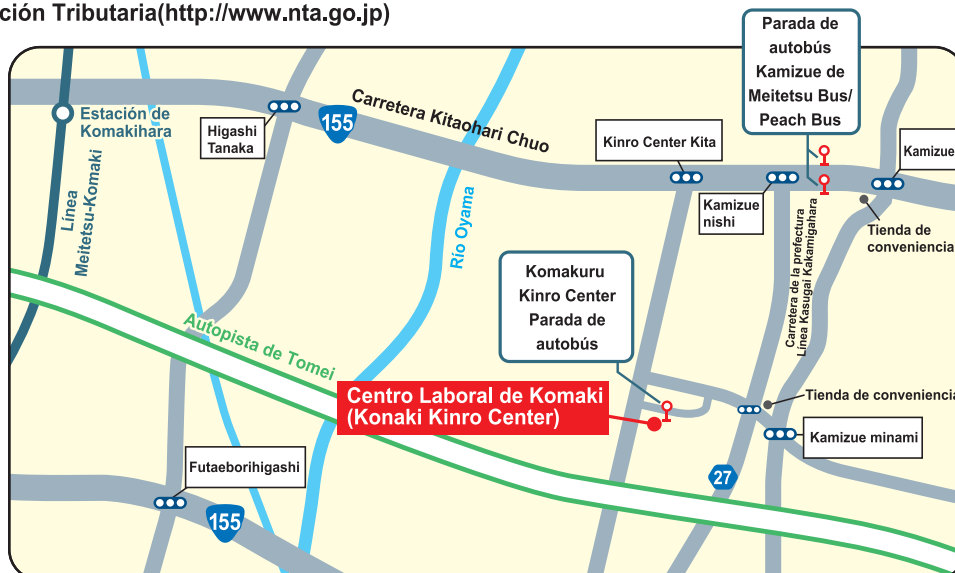 ción Tributaria(http://www.nta.go.jp)
Parada de
autobús
Kamizue de
Meitetsu Bus/
Peach Bus
Estación de
Komakihara
Higashi
Tanaka
155
Carretera Kitaohari Chuo
Kinro Center Kita
Kamizue
Kamizue
nishi
Línea
Meitetsu-Komaki
Río Oyama
Tienda de
conveniencia
Carretera de la prefectura
Línea Kasugai Kakamigahara
Komakuru
Kinro Center
Parada de
autobús
Autopista de Tomei
Centro Laboral de Komaki
(Konaki Kinro Center)
Tienda de conveniencia
Kamizue minami
Futaeborihigashi
27
155